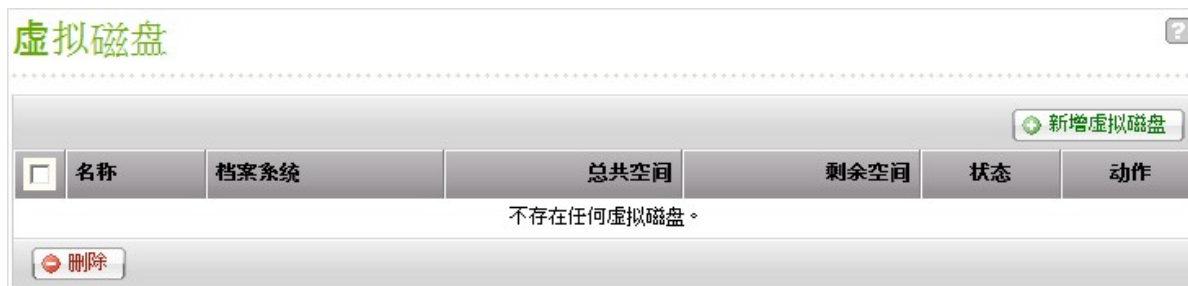 虚拟磁盘
?
新增虚拟磁盘
名称 档案系统 总共空间 剩余空间 状态 动作
不存在任何虚拟磁盘。
删除